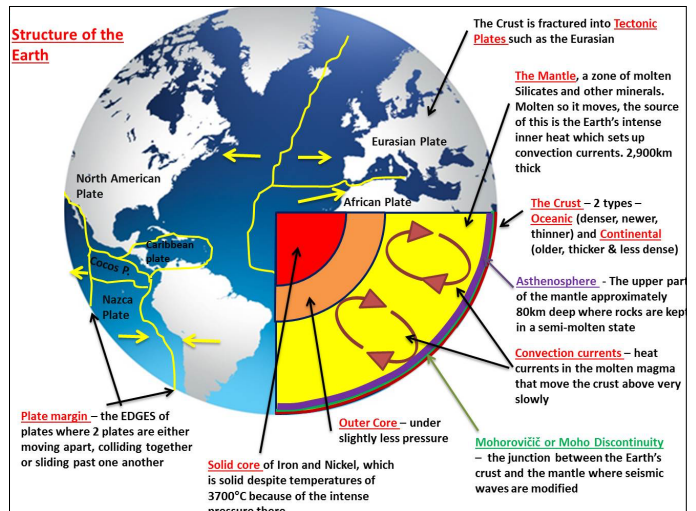 Structure of the
Earth
The Crust is fractured into Tectonic
Plates such as the Eurasian
The Mantle, a zone of molten
Silicates and other minerals.
Molten so it moves, the source
of this is the Earth's intense
inner heat which sets up
convection currents. 2,900km
thick
Eurasian Plate
North American
Plate
African Plate
The Crust – 2 types –
Oceanic (denser, newer,
thinner) and Continental
(older, thicker & less dense)
Caribbean
plate
Cocos P.
Nazca
Plate
Asthenosphere - The upper part
of the mantle approximately
80km deep where rocks are kept
in a semi-molten state
Convection currents – heat
currents in the molten magma
that move the crust above very
slowly
Plate margin – the EDGES of
plates where 2 plates are either
moving apart, colliding together
or sliding past one another
Outer Core – under
slightly less pressure
Solid core of Iron and Nickel, which
is solid despite temperatures of
3700°C because of the intense
pressure there
Mohorovičić or Moho Discontinuity
– the junction between the Earth's
crust and the mantle where seismic
waves are modified